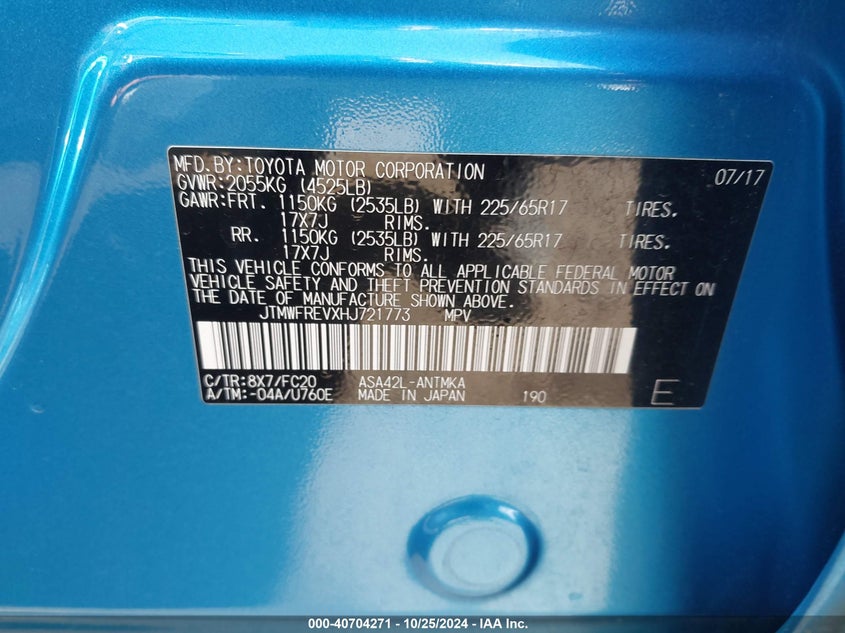 MFD.BY:TOYOTA MOTOR CORPORATION 07/17
GVWR:2055KG (4525LB)
GAWR:FRT. 1150KG (2535LB) WITH 225/65R17 TIRES.
17X7J RIMS.
RR. 1150KG (2535LB) WITH 225/65R17 TIRES.
17X7J RIMS.
THIS VEHICLE CONFORMS TO ALL APPLICABLE FEDERAL MOTOR
VEHICLE SAFETY AND THEFT PREVENTION STANDARDS IN EFFECT ON
THE DATE OF MANUFACTURE SHOWN ABOVE.
JTMWFREVXHJ721773 MPV
C/TR:8X7/FC20 ASA42L-ANTMKA
A/TM:-04A/U760E MADE IN JAPAN 190 E
000-40704271 - 10/25/2024 - IAA Inc.